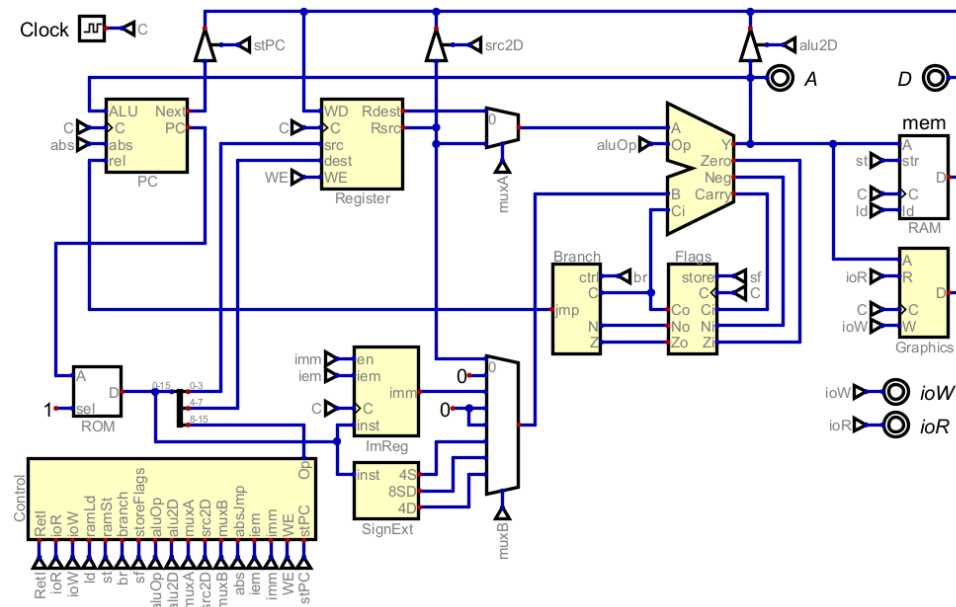 Clock
C
stPC
src2D
alu2D
A
D
ALU
Next
C
C
PC
abs
abs
rel
PC
WD
Rdest
C
C
Rsrc
src
dest
WE
WE
Register
0
muxA
A
aluOp
Op
Y
Zero
Neg
B
Carry
Ci
mem
A
st
str
D
C
C
ld
ld
RAM
A
ioR
R
D
C
C
ioW
W
Graphics
Branch
ctrl
br
C
jmp
N
Z
Flags
store
sf
C
C
Co
Ci
No
Ni
Zo
Zi
imm
en
iem
iem
imm
C
C
inst
ImReg
0
0
0
muxB
inst
4S
8SD
4D
SignExt
A
0-15
D
1
sel
ROM
0-3
4-7
8-15
ioW
ioW
ioR
ioR
Control
Op
RetI
ioR
ioW
ramLd
ramSt
branch
storeFlags
aluOp
alu2D
muxA
src2D
muxB
absJmp
iem
imm
WE
stPC
RetI
ioR
ioW
ld
st
br
sf
aluOp
alu2D
muxA
src2D
muxB
abs
iem
imm
WE
stPC